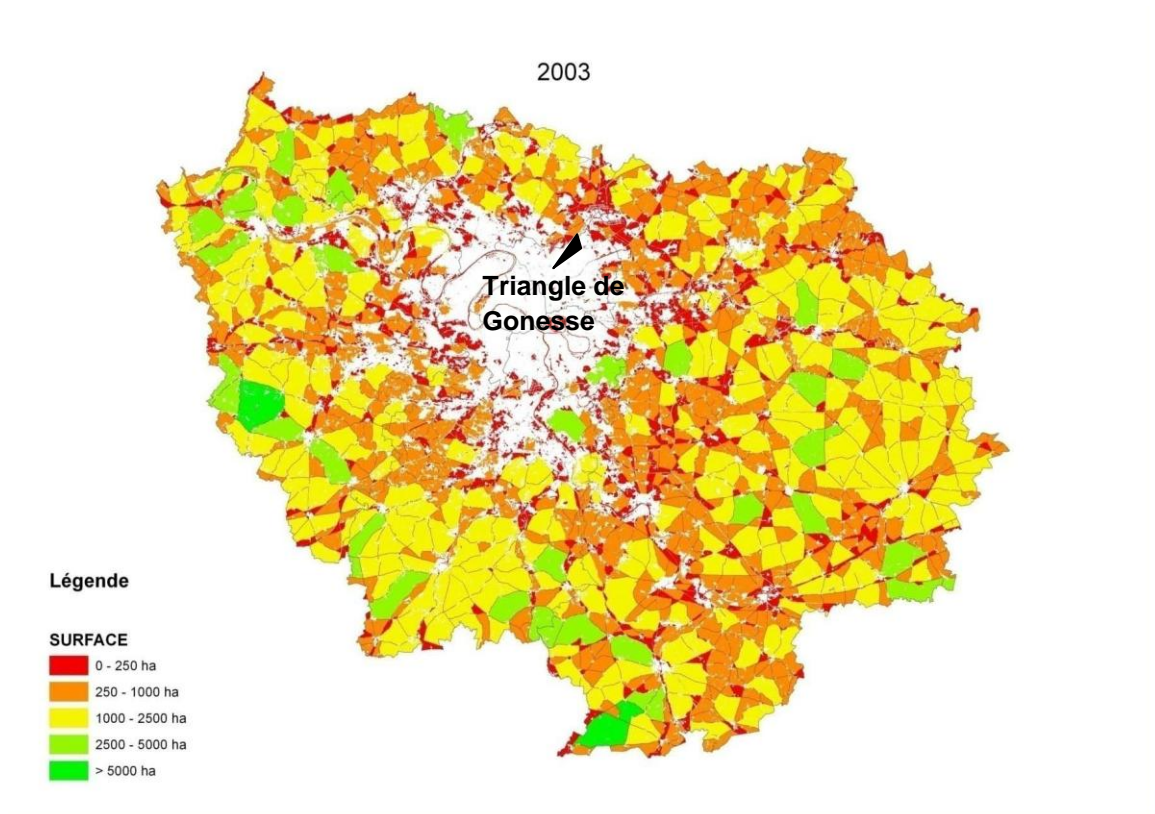 2003
Triangle de
Gonesse
Légende
SURFACE
0 - 250 ha
250 - 1000 ha
1000 - 2500 ha
2500 - 5000 ha
> 5000 ha